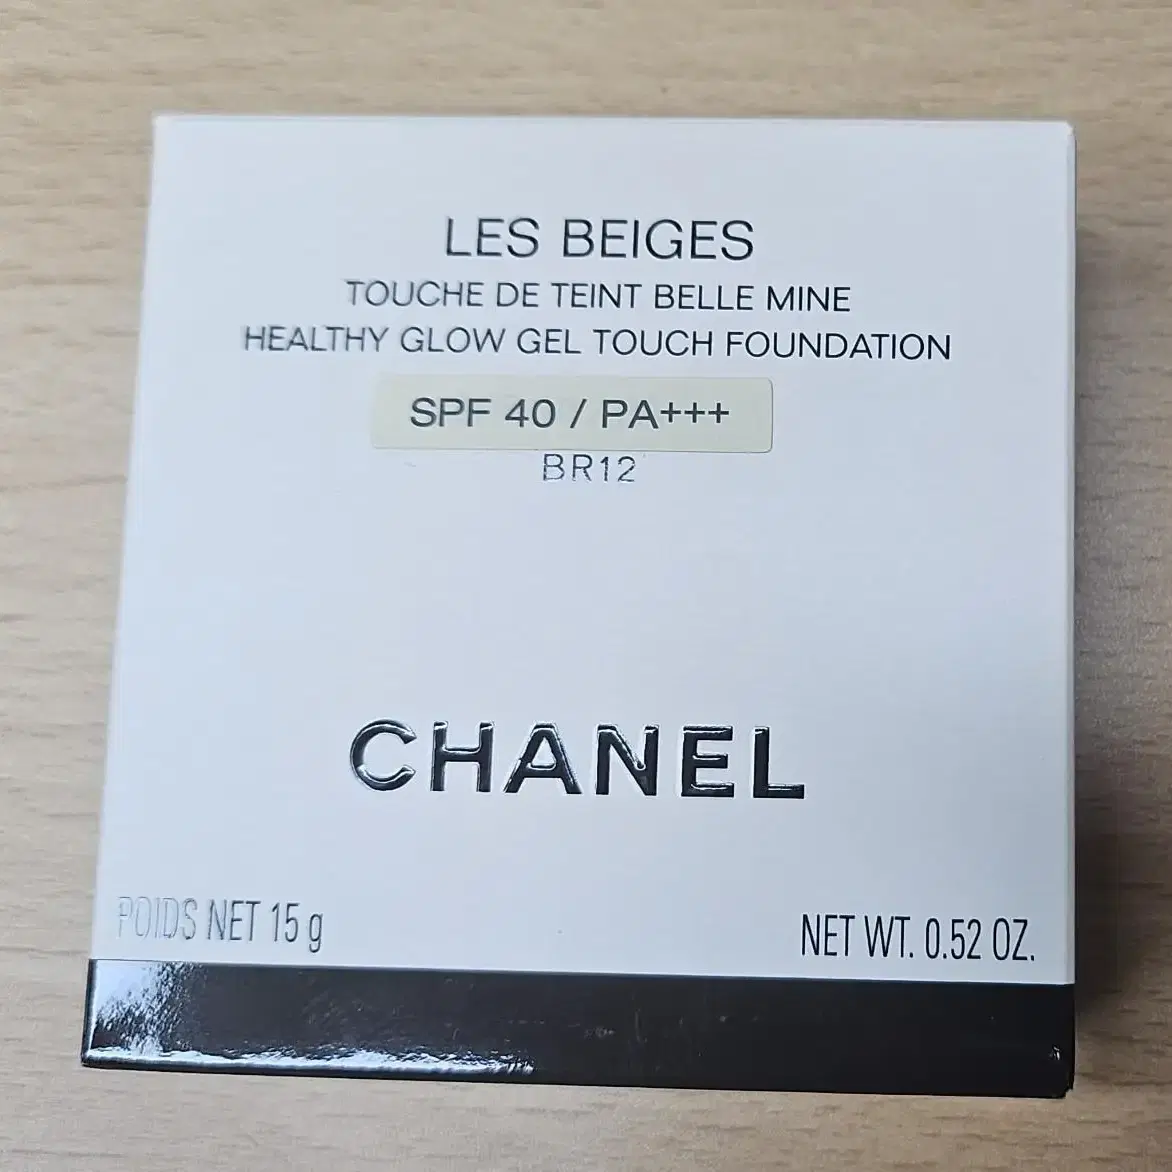 LES BEIGES
TOUCHE DE TEINT BELLE MINE
HEALTHY GLOW GEL TOUCH FOUNDATION
SPF 40 / PA+++
BR12
CHANEL
POIDS NET 15 g
NET WT. 0.52 OZ.